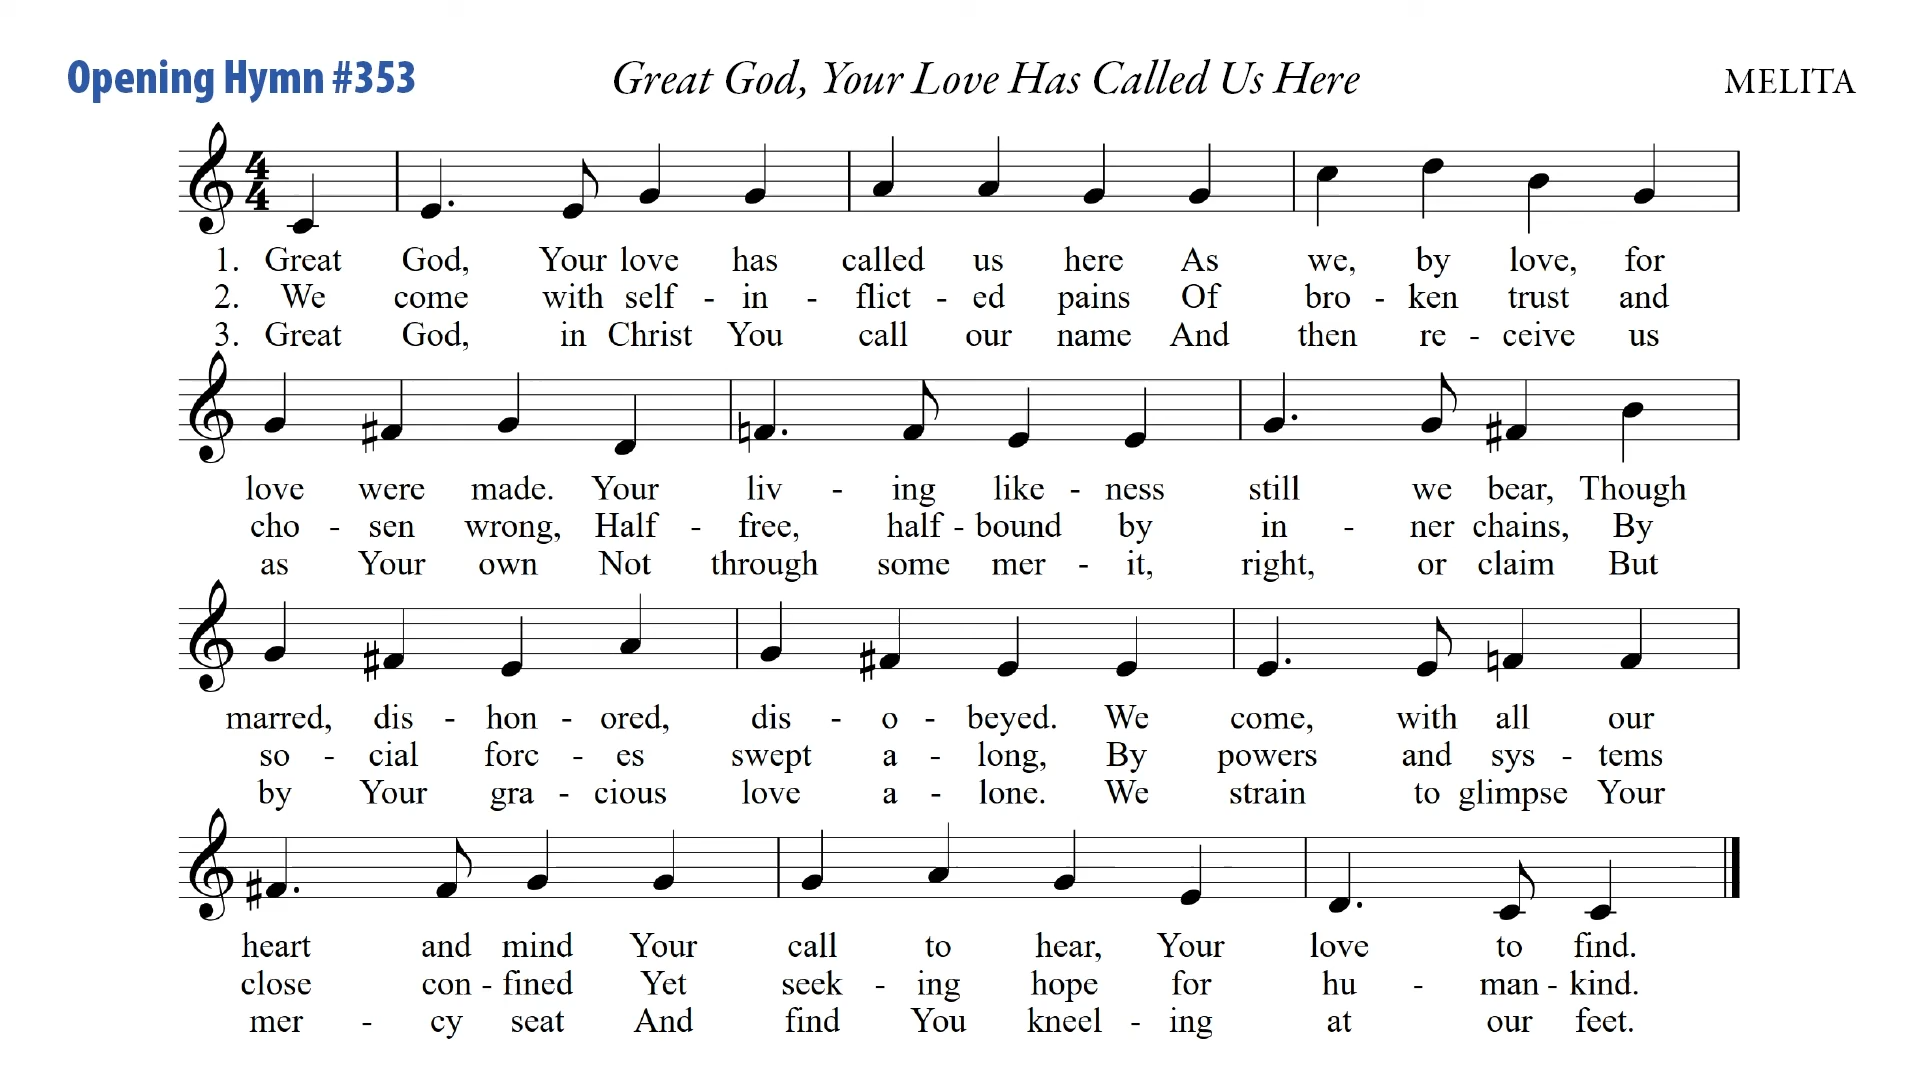 Opening Hymn #353 Great God, Your Love Has Called Us Here MELITA
4
4
1. Great God, Your love has called us here As we, by love, for
2. We come with self - in - flict - ed pains Of bro - ken trust and
3. Great God, in Christ You call our name And then re - ceive us
love were made. Your liv - ing like - ness still we bear, Though
cho - sen wrong, Half - free, half - bound by in - ner chains, By
as Your own Not through some mer - it, right, or claim But
marred, dis - hon - ored, dis - o - beyed. We come, with all our
so - cial forc - es swept a - long, By powers and sys - tems
by Your gra - cious love a - lone. We strain to glimpse Your
heart and mind Your call to hear, Your love to find.
close con - fined Yet seek - ing hope for hu - man - kind.
mer - cy seat And find You kneel - ing at our feet.